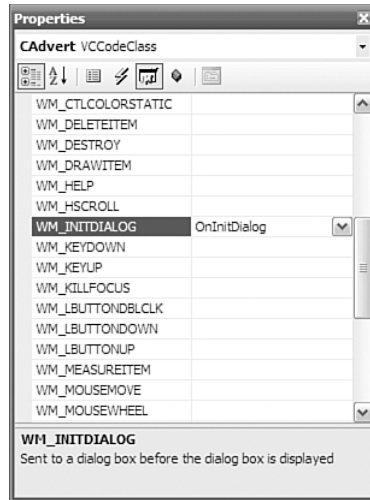 Properties
CAdvert VCCodeClass
WM_CTLCOLORSTATIC
WM_DELETEITEM
WM_DESTROY
WM_DRAWITEM
WM_HELP
WM_HSCROLL
WM_INITDIALOG OnInitDialog
WM_KEYDOWN
WM_KEYUP
WM_KILLFOCUS
WM_LBUTTONDBLCLK
WM_LBUTTONDOWN
WM_LBUTTONUP
WM_MEASUREITEM
WM_MOUSEMOVE
WM_MOUSEWHEEL
WM_INITDIALOG
Sent to a dialog box before the dialog box is displayed